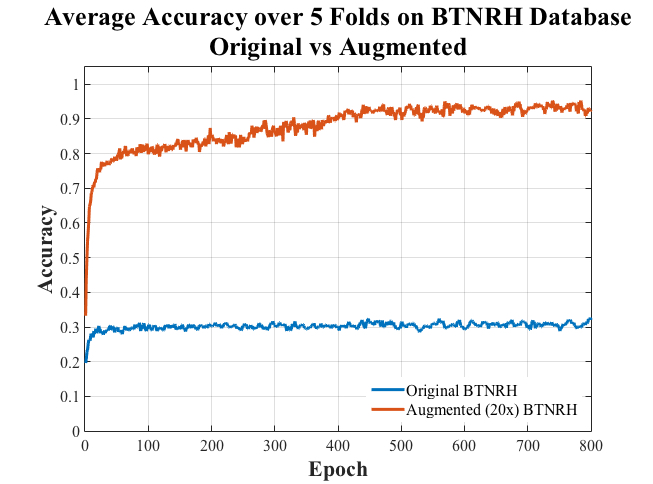 Average Accuracy over 5 Folds on BTNRH Database
Original vs Augmented
Accuracy
1
0.9
0.8
0.7
0.6
0.5
0.4
0.3
0.2
0.1
0
Original BTNRH
Augmented (20x) BTNRH
0 100 200 300 400 500 600 700 800
Epoch